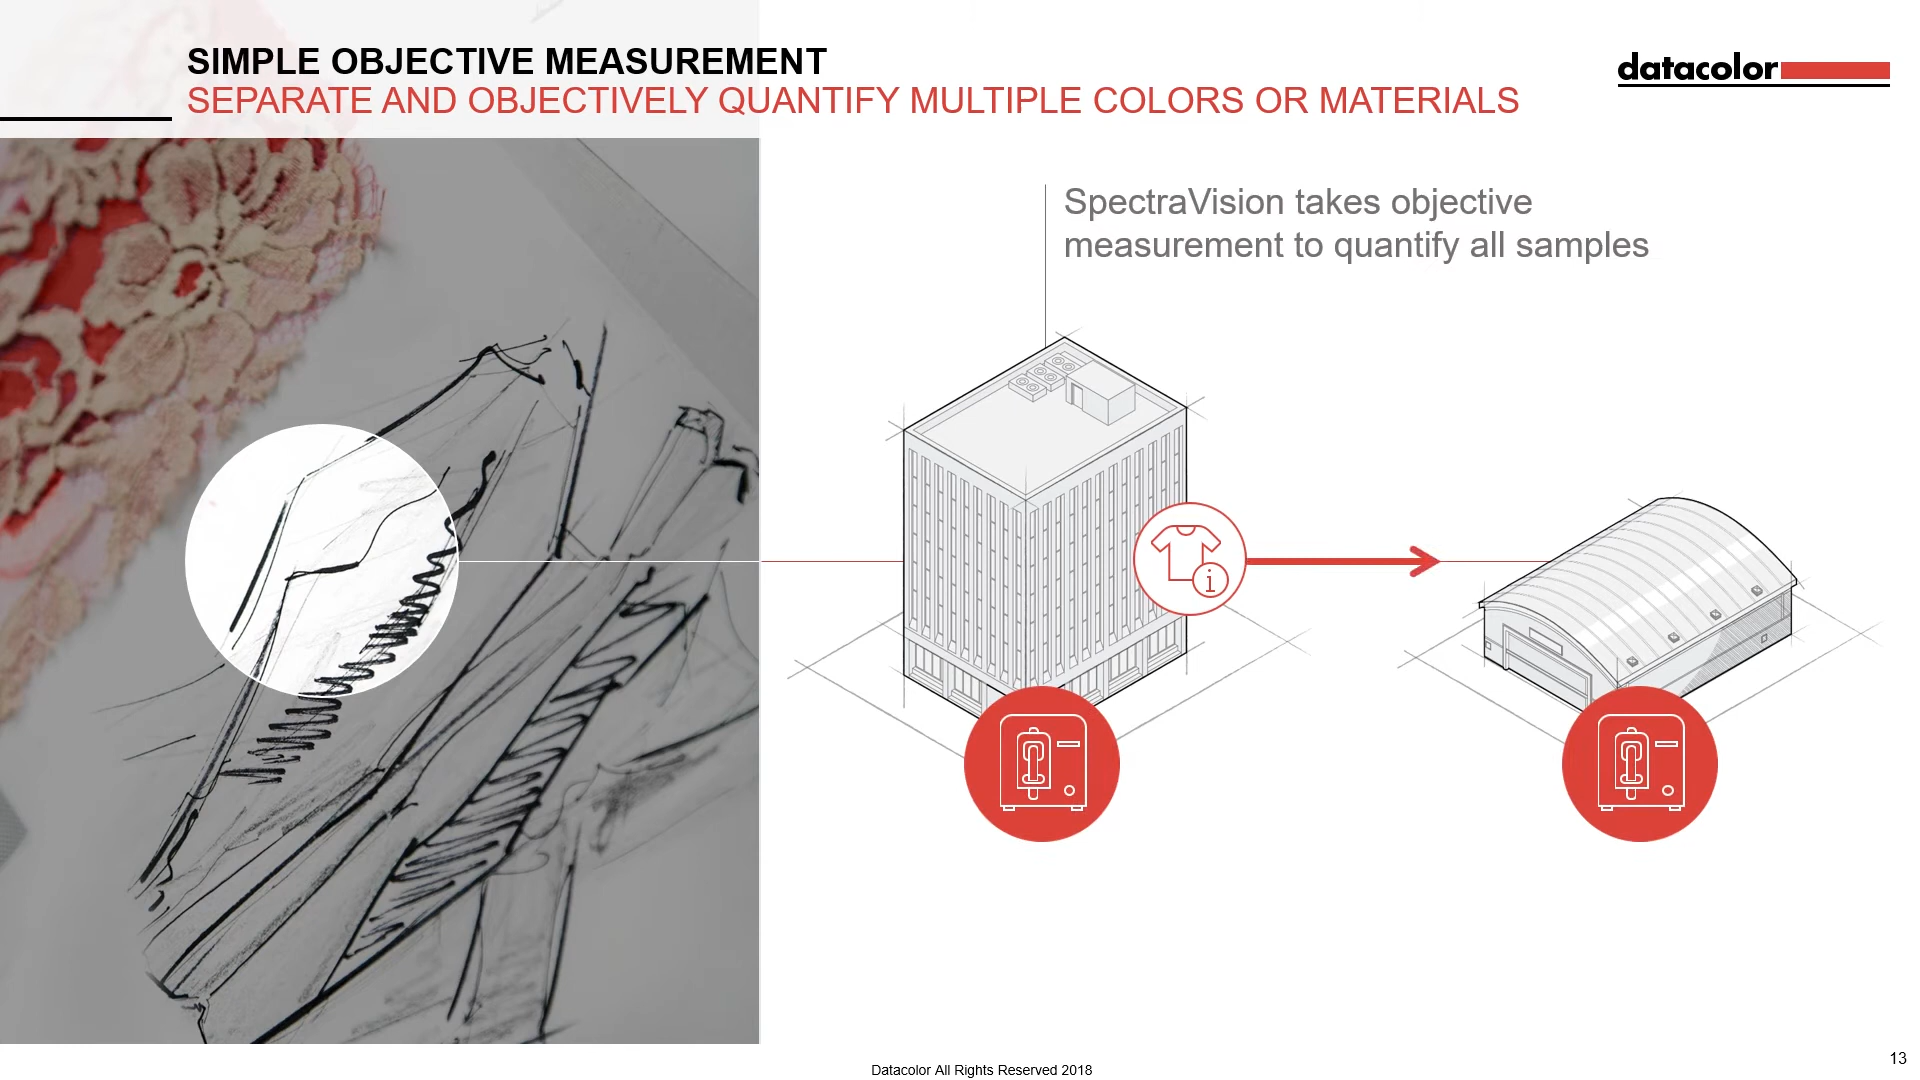 SIMPLE OBJECTIVE MEASUREMENT
SEPARATE AND OBJECTIVELY QUANTIFY MULTIPLE COLORS OR MATERIALS
datacolor
SpectraVision takes objective
measurement to quantify all samples
i
Datacolor All Rights Reserved 2018
13